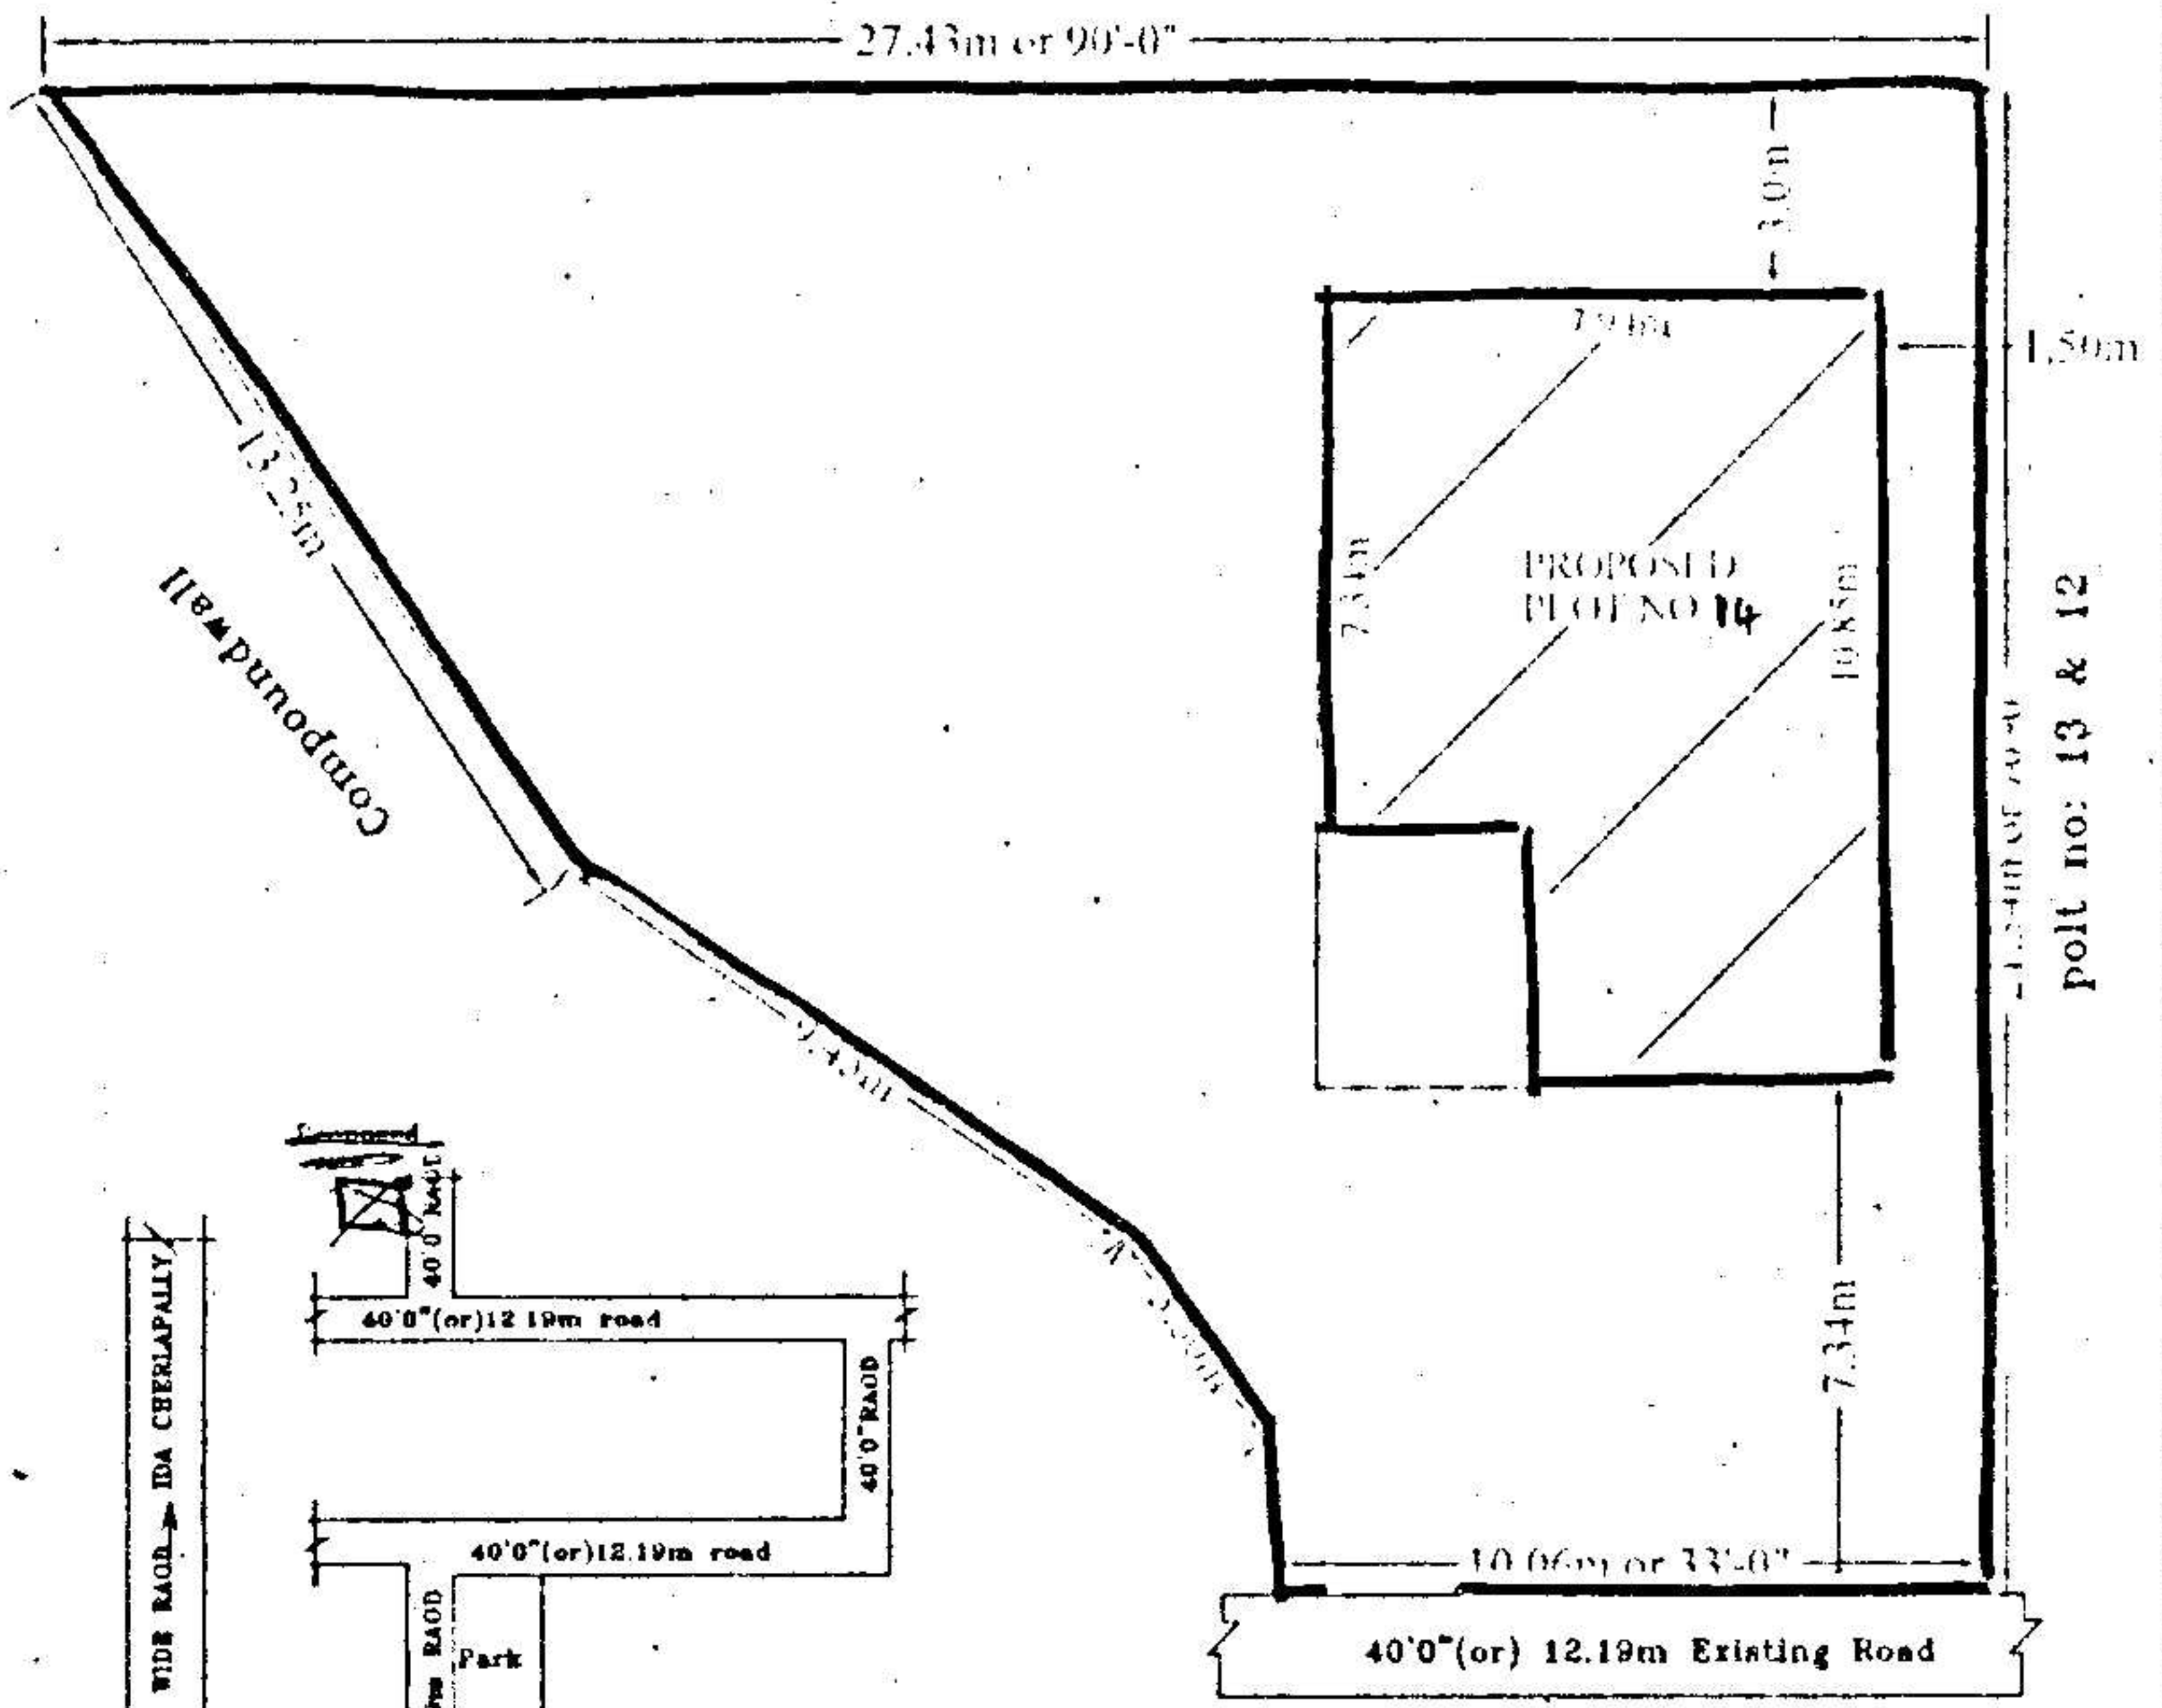 27.43m or 90'-0"
3.0m
1.50m
13.25m
Compoundwall
7.34m
PROPOSED
PLOT NO 14
10.85m
polt no: 13 & 12
40'0"RAOD
WIDE RAOD IDA CHERLAPALLY
40'0"(or)12.19m road
40'0"RAOD
40'0"(or)12.19m road
RAOD
Park
7.34m
10.06m or 33'-0"
40'0"(or) 12.19m Existing Road